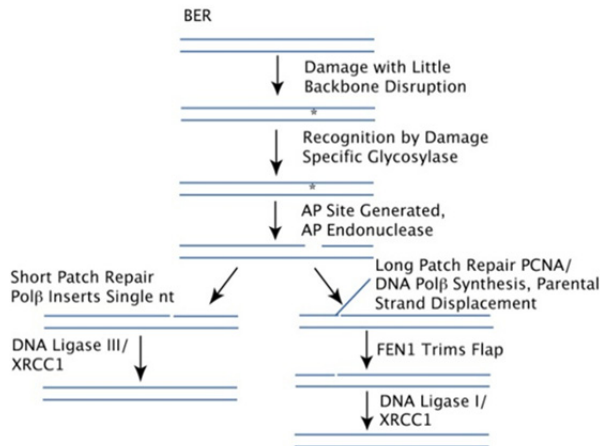 BER
Damage with Little
Backbone Disruption
*
Recognition by Damage
Specific Glycosylase
*
AP Site Generated,
AP Endonuclease
Short Patch Repair
Polβ Inserts Single nt
Long Patch Repair PCNA/
DNA Polβ Synthesis, Parental
Strand Displacement
DNA Ligase III/
XRCC1
FEN1 Trims Flap
DNA Ligase I/
XRCC1